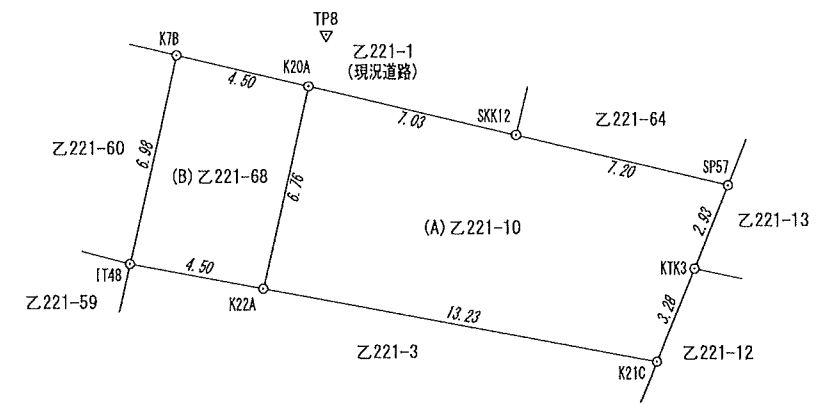 TP8
K7B
K20A
乙221-1
(現況道路)
4.50
7.03
SKK12
乙221-64
7.20
SP57
乙221-60
6.98
(B)乙221-68
6.76
(A)乙221-10
2.93
乙221-13
IT48
4.50
K22A
KTK3
乙221-59
13.23
3.28
乙221-3
K21C
乙221-12